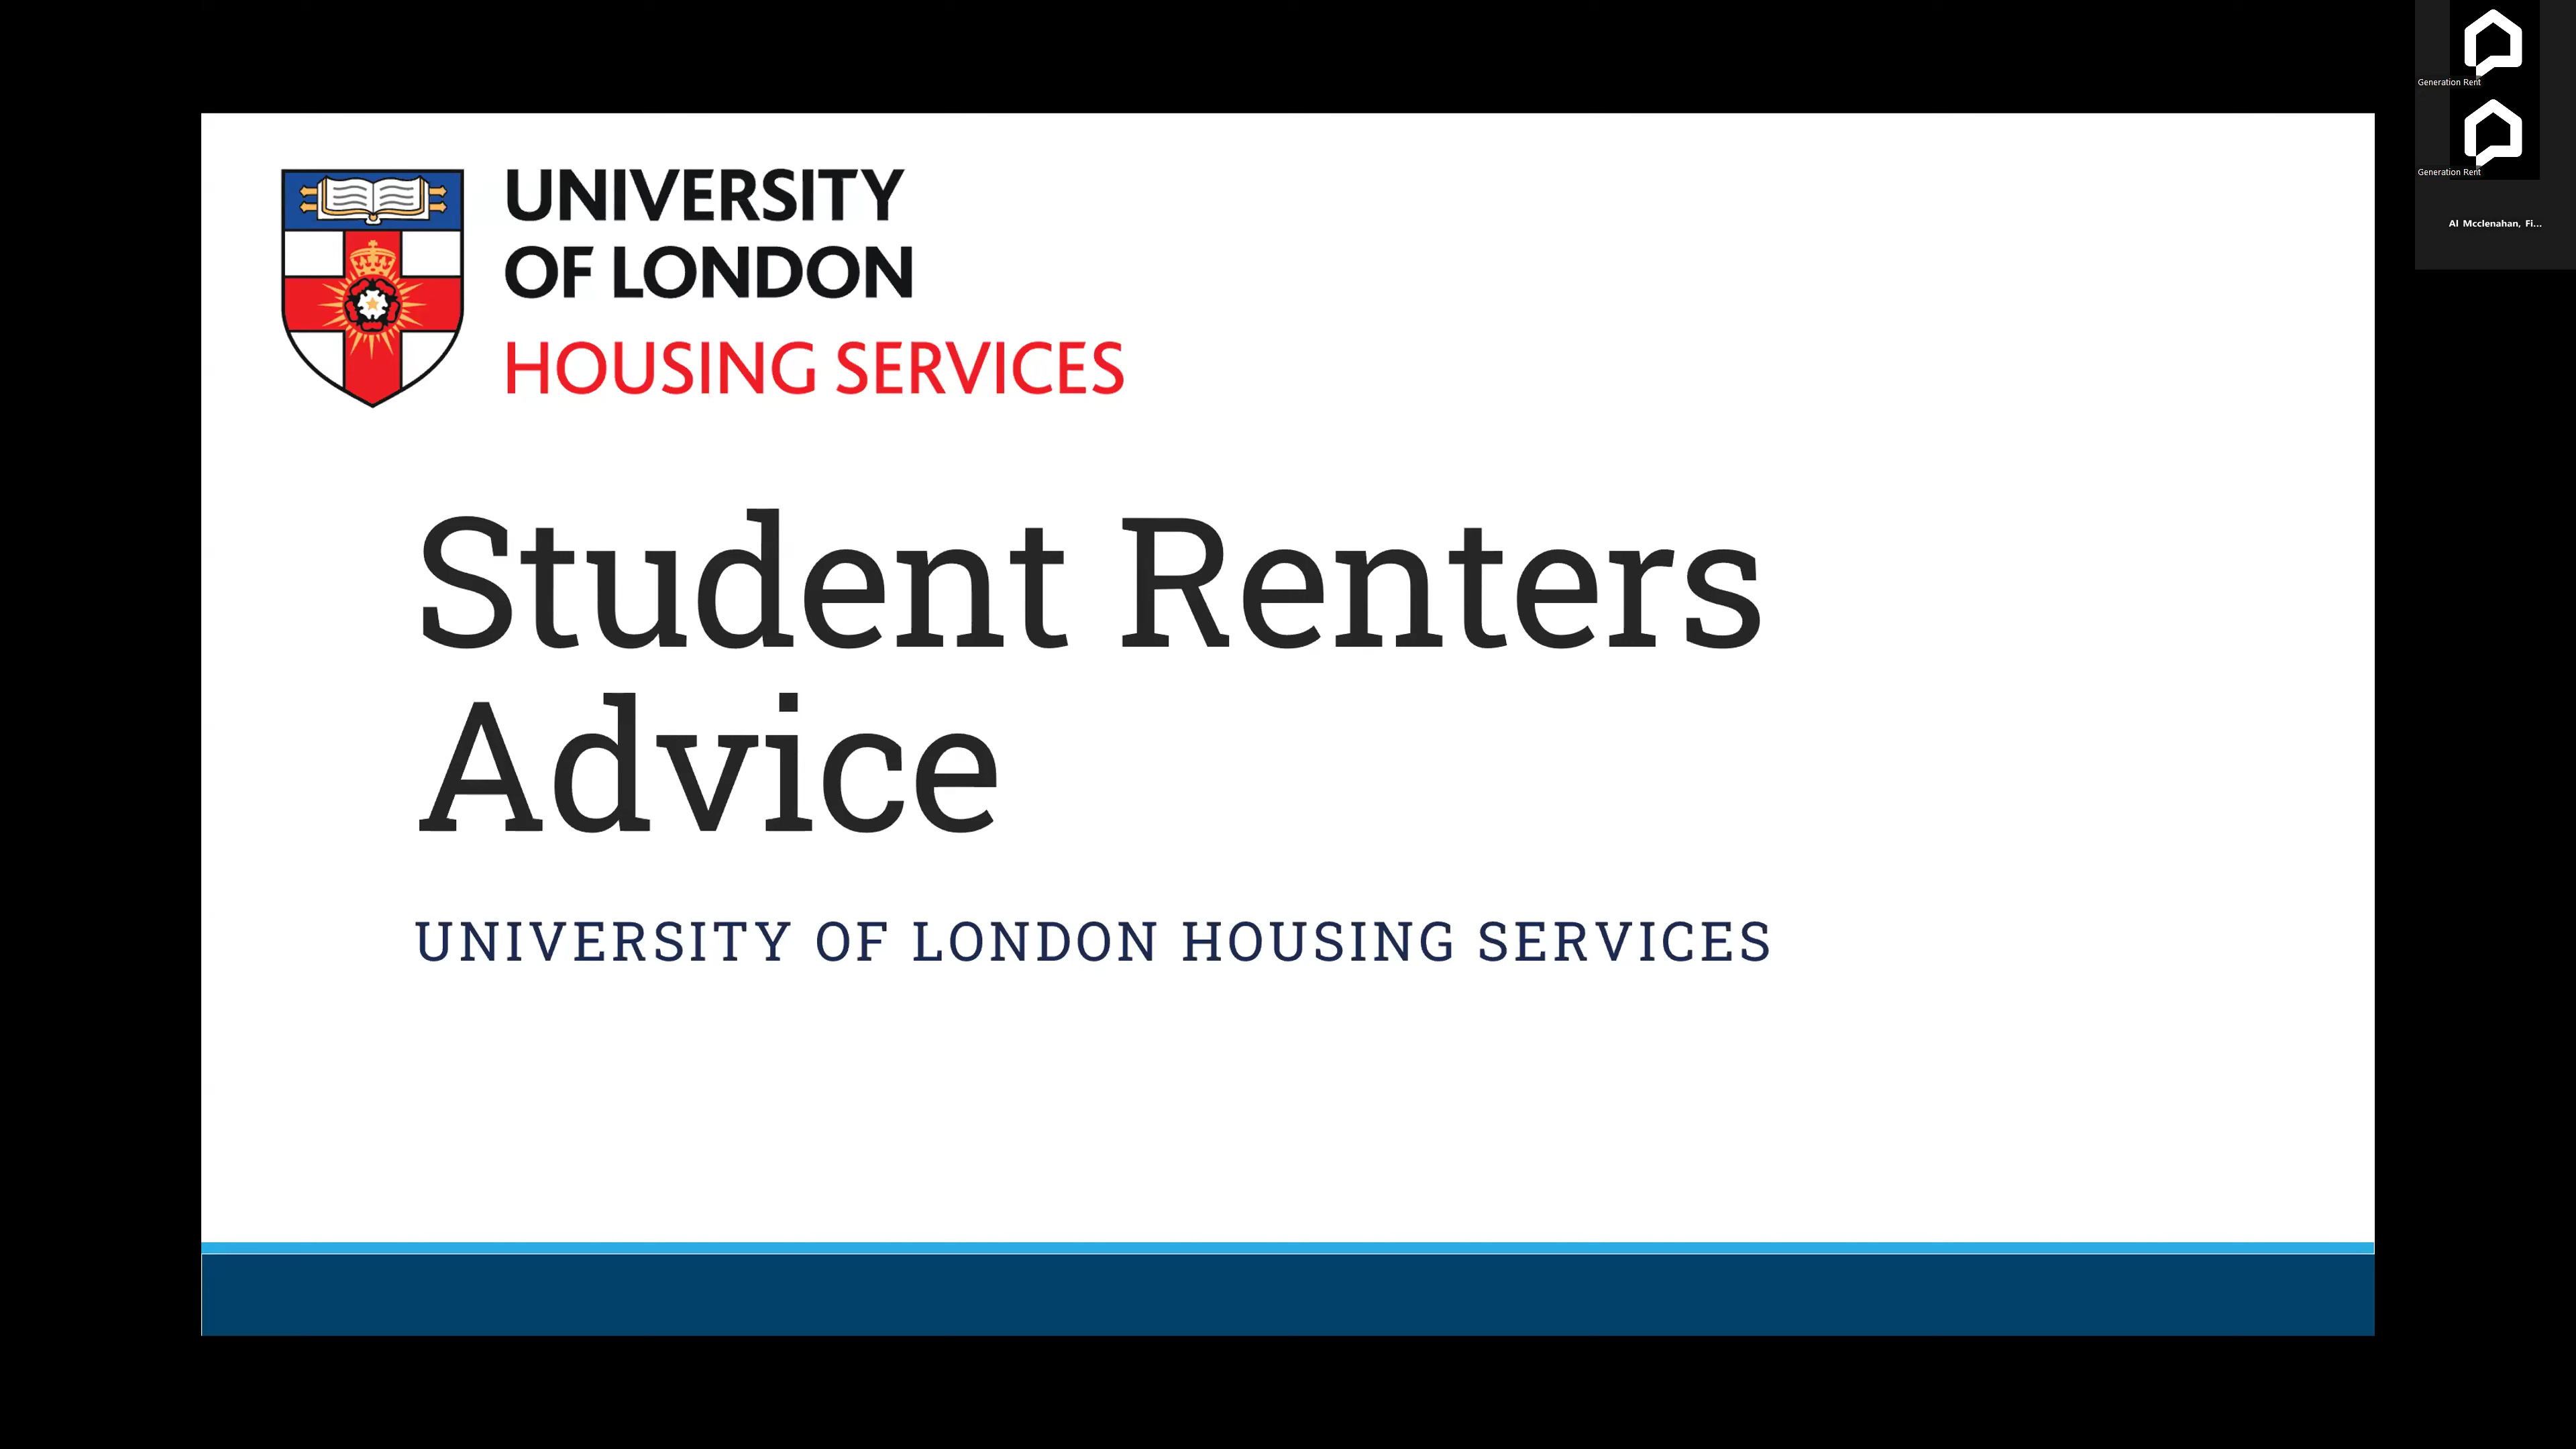 UNIVERSITY
OF LONDON
HOUSING SERVICES
Student Renters
Advice
UNIVERSITY OF LONDON HOUSING SERVICES
Generation Rent
Generation Rent
Al Mcclenahan, Fi...